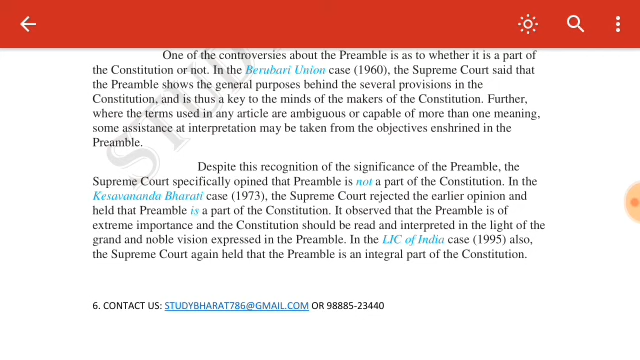 One of the controversies about the Preamble is as to whether it is a part of
the Constitution or not. In the Berubari Union case (1960), the Supreme Court said that
the Preamble shows the general purposes behind the several provisions in the
Constitution, and is thus a key to the minds of the makers of the Constitution. Further,
where the terms used in any article are ambiguous or capable of more than one meaning,
some assistance at interpretation may be taken from the objectives enshrined in the
Preamble.
Despite this recognition of the significance of the Preamble, the
Supreme Court specifically opined that Preamble is not a part of the Constitution. In the
Kesavananda Bharati case (1973), the Supreme Court rejected the earlier opinion and
held that Preamble is a part of the Constitution. It observed that the Preamble is of
extreme importance and the Constitution should be read and interpreted in the light of the
grand and noble vision expressed in the Preamble. In the LIC of India case (1995) also,
the Supreme Court again held that the Preamble is an integral part of the Constitution.
6. CONTACT US: STUDYBHARAT786@GMAIL.COM OR 98885-23440